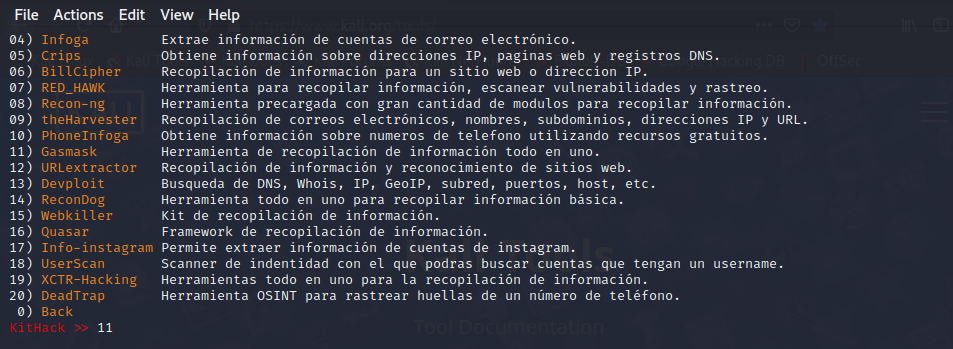 File Actions Edit View Help
04) Infoga Extrae información de cuentas de correo electrónico.
05) Crips Obtiene información sobre direcciones IP, paginas web y registros DNS.
06) BillCipher Recopilación de información para un sitio web o direccion IP.
07) RED_HAWK Herramienta para recopilar información, escanear vulnerabilidades y rastreo.
08) Recon-ng Herramienta precargada con gran cantidad de modulos para recopilar información.
09) theHarvester Recopilación de correos electrónicos, nombres, subdominios, direcciones IP y URL.
10) PhoneInfoga Obtiene información sobre numeros de telefono utilizando recursos gratuitos.
11) Gasmask Herramienta de recopilación de información todo en uno.
12) URLextractor Recopilación de información y reconocimiento de sitios web.
13) Devploit Busqueda de DNS, Whois, IP, GeoIP, subred, puertos, host, etc.
14) ReconDog Herramienta todo en uno para recopilar información básica.
15) Webkiller Kit de recopilación de información.
16) Quasar Framework de recopilación de información.
17) Info-instagram Permite extraer información de cuentas de instagram.
18) UserScan Scanner de indentidad con el que podras buscar cuentas que tengan un username.
19) XCTR-Hacking Herramientas todo en uno para la recopilación de información.
20) DeadTrap Herramienta OSINT para rastrear huellas de un número de teléfono.
0) Back
KitHack >> 11
Tool Documentation